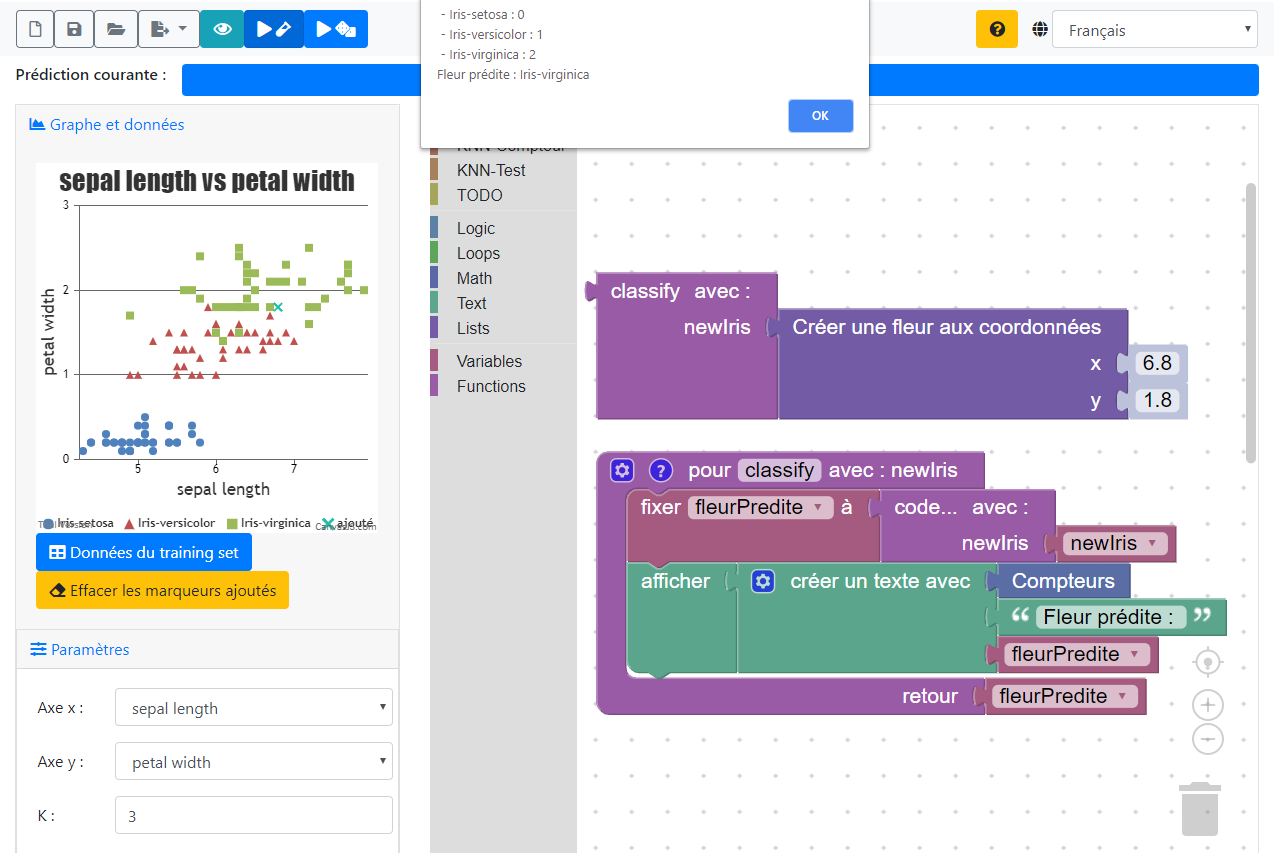 - Iris-setosa : 0
- Iris-versicolor : 1
- Iris-virginica : 2
Fleur prédite : Iris-virginica
OK
Français
Prédiction courante :
Graphe et données
sepal length vs petal width
3
2
1
0
petal width
5
6
7
sepal length
Iris-setosa
Iris-versicolor
Iris-virginica
ajouté
Données du training set
Effacer les marqueurs ajoutés
Paramètres
Axe x :
sepal length
Axe y :
petal width
K :
3
KNN-Compteur
KNN-Test
TODO
Logic
Loops
Math
Text
Lists
Variables
Functions
classify avec :
newIris
Créer une fleur aux coordonnées
x
6.8
y
1.8
? pour classify avec : newIris
fixer fleurPredite à
code... avec :
newIris
newIris
afficher
créer un texte avec
Compteurs
“ Fleur prédite : ”
fleurPredite
retour
fleurPredite